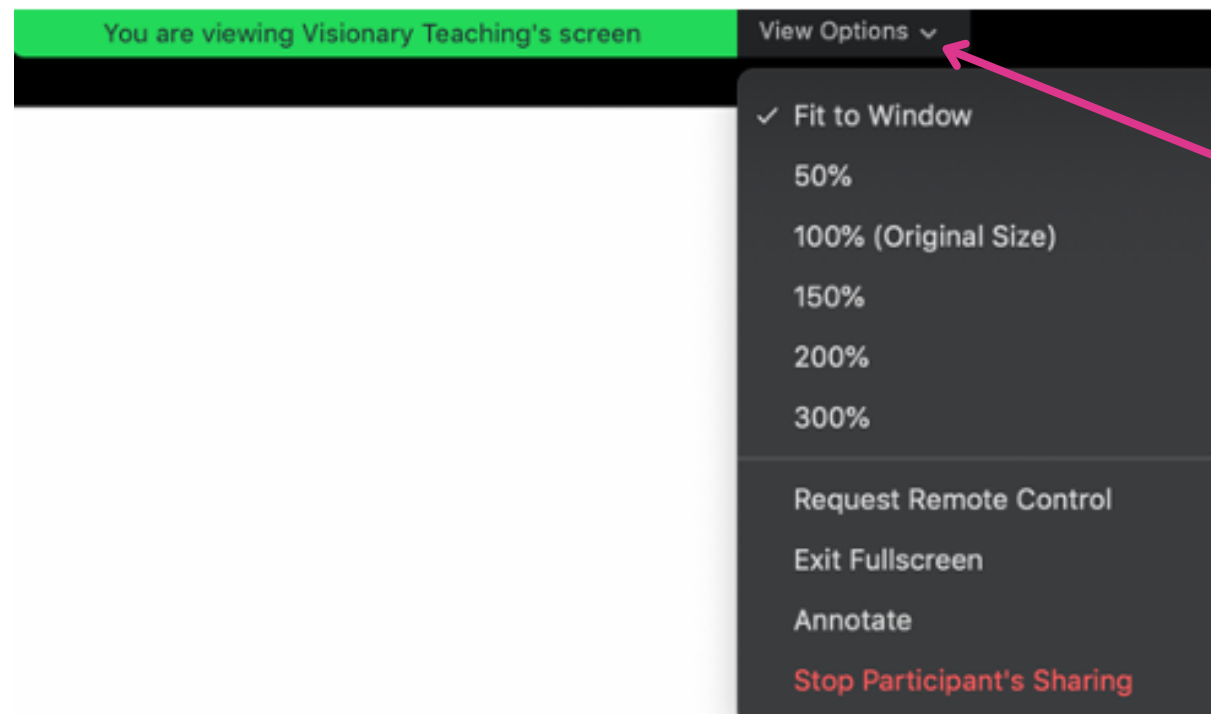 You are viewing Visionary Teaching's screen
View Options
Fit to Window
50%
100% (Original Size)
150%
200%
300%
Request Remote Control
Exit Fullscreen
Annotate
Stop Participant's Sharing